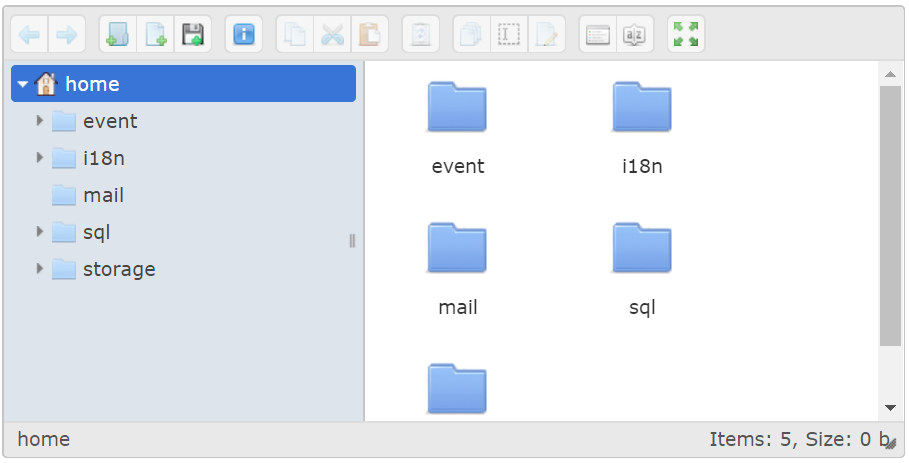 home
event
i18n
mail
sql
storage
event i18n
mail sql
home Items: 5, Size: 0 b